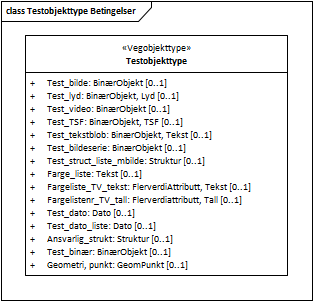 class Testobjekttype Betingelser
«Vegobjekttype»
Testobjekttype
+ Test_bilde: BinærObjekt [0..1]
+ Test_lyd: BinærObjekt, Lyd [0..1]
+ Test_video: BinærObjekt [0..1]
+ Test_TSF: BinærObjekt, TSF [0..1]
+ Test_tekstblob: BinærObjekt, Tekst [0..1]
+ Test_bildeserie: BinærObjekt [0..1]
+ Test_struct_liste_mbilde: Struktur [0..1]
+ Farge_liste: Tekst [0..1]
+ Fargeliste_TV_tekst: FlerverdiAttributt, Tekst [0..1]
+ Fargelistenr_TV_tall: Flerverdiattributt, Tall [0..1]
+ Test_dato: Dato [0..1]
+ Test_dato_liste: Dato [0..1]
+ Ansvarlig_strukt: Struktur [0..1]
+ Test_binær: BinærObjekt [0..1]
+ Geometri, punkt: GeomPunkt [0..1]